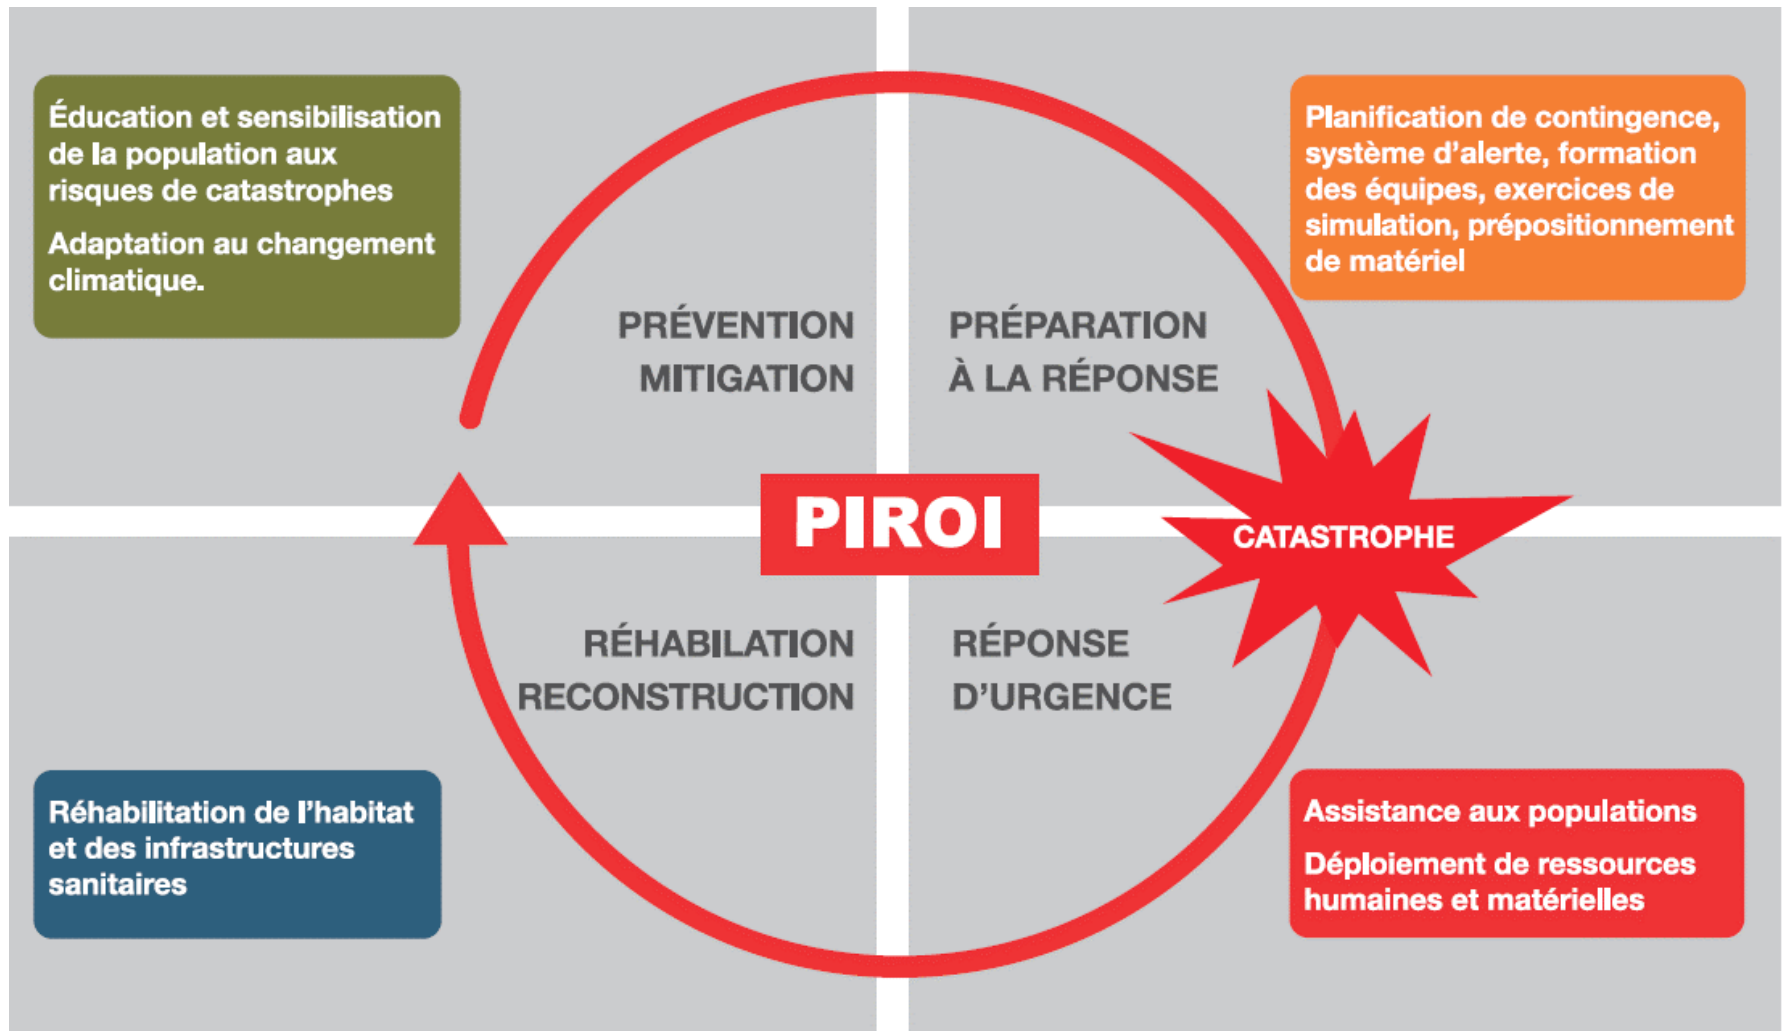 Éducation et sensibilisation
de la population aux
risques de catastrophes
Adaptation au changement
climatique.
Planification de contingence,
système d’alerte, formation
des équipes, exercices de
simulation, prépositionnement
de matériel
PRÉVENTION
MITIGATION
PRÉPARATION
À LA RÉPONSE
PIROI
CATASTROPHE
RÉHABILATION
RECONSTRUCTION
RÉPONSE
D’URGENCE
Réhabilitation de l’habitat
et des infrastructures
sanitaires
Assistance aux populations
Déploiement de ressources
humaines et matérielles